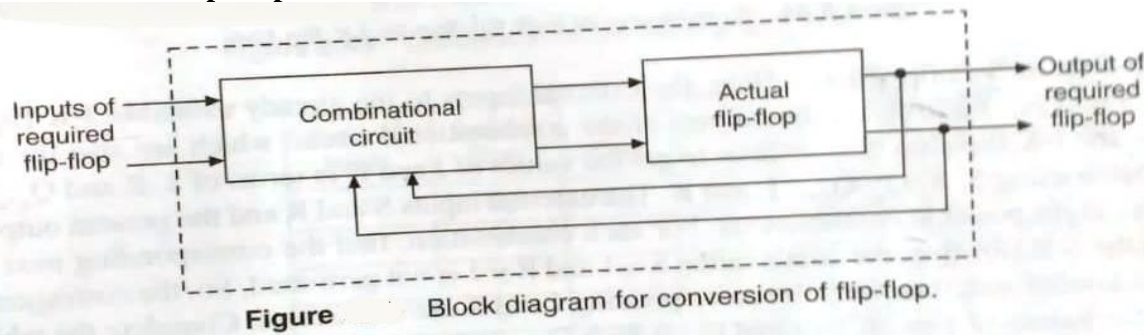 Inputs of
required
flip-flop
Combinational
circuit
Actual
flip-flop
Output of
required
flip-flop
Figure
Block diagram for conversion of flip-flop.